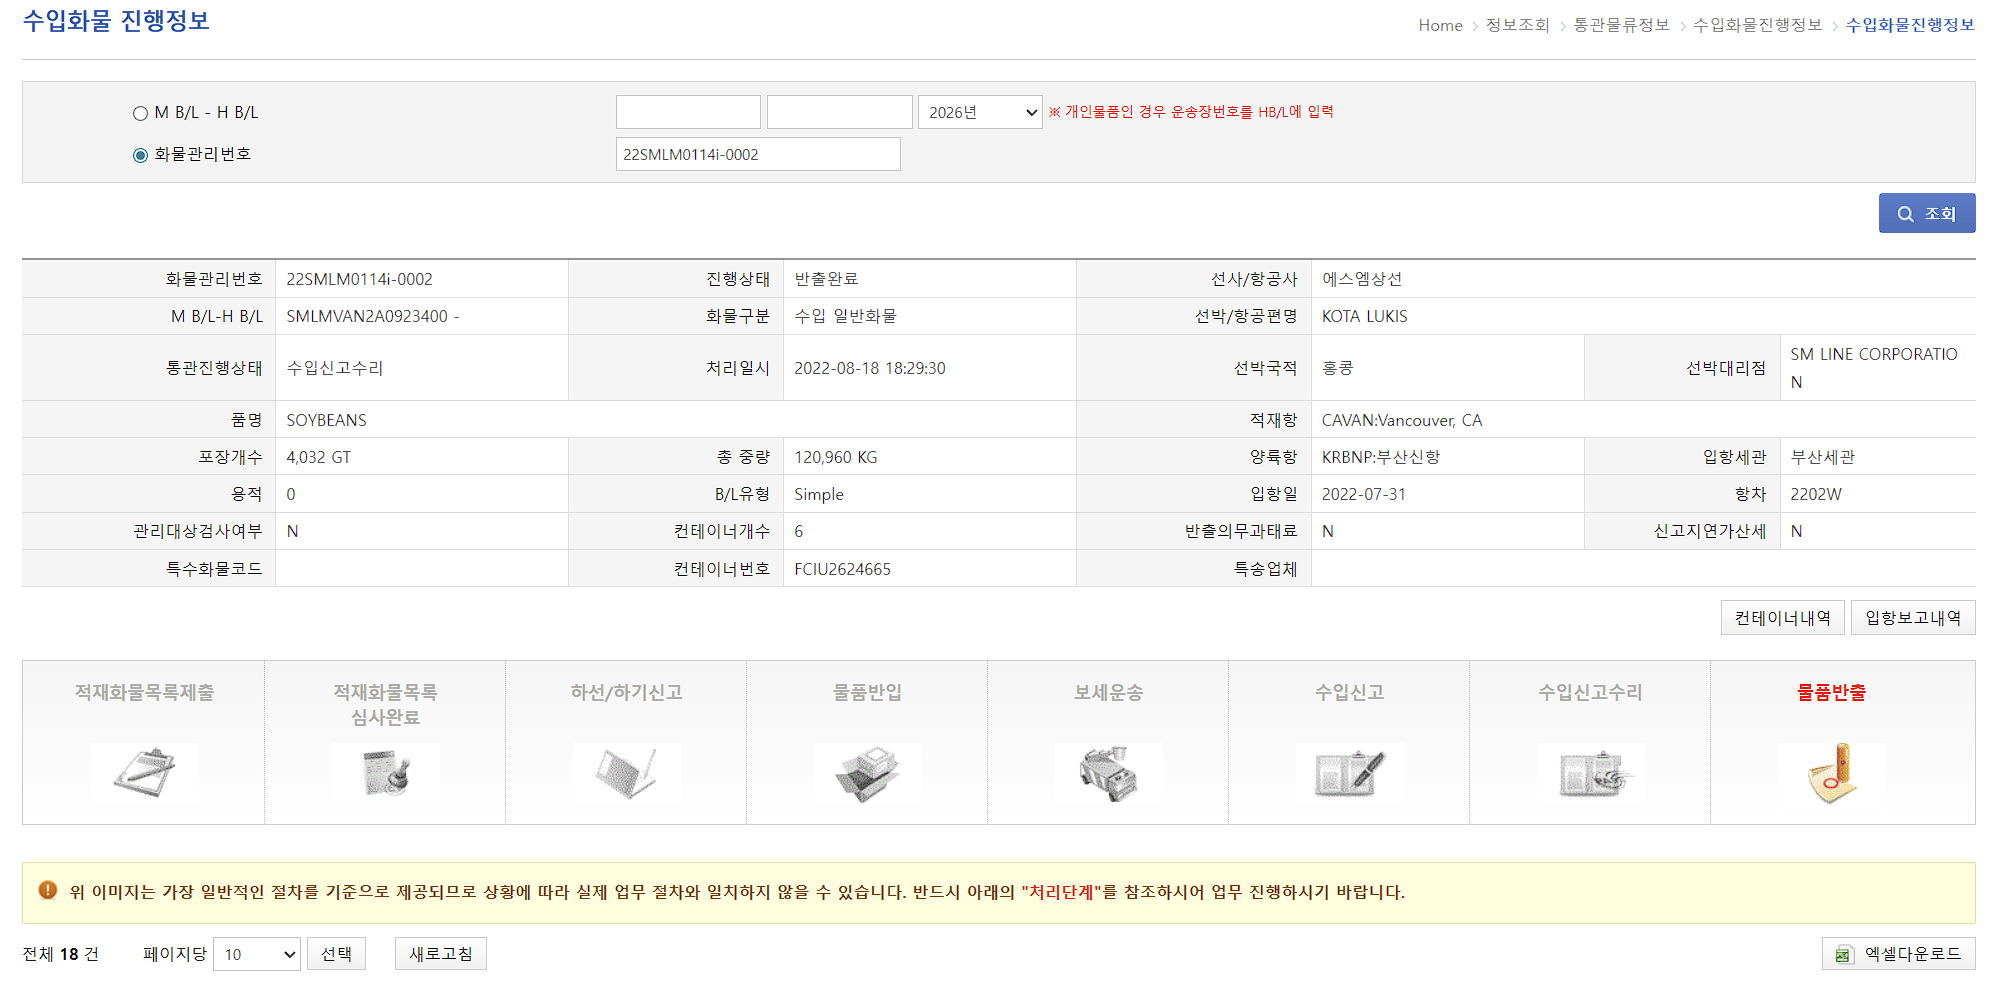 수입화물 진행정보
Home > 정보조회 > 통관물류정보 > 수입화물진행정보 > 수입화물진행정보
M B/L - H B/L 2026년 ※ 개인물품인 경우 운송장번호를 HB/L에 입력
화물관리번호 22SMLM0114i-0002
조회
화물관리번호 22SMLM0114i-0002 진행상태 반출완료 선사/항공사 에스엠상선
M B/L-H B/L SMLMVAN2A0923400 - 화물구분 수입 일반화물 선박/항공편명 KOTA LUKIS
통관진행상태 수입신고수리 처리일시 2022-08-18 18:29:30 선박국적 홍콩 선박대리점 SM LINE CORPORATIO
N
품명 SOYBEANS 적재항 CAVAN:Vancouver, CA
포장개수 4,032 GT 총 중량 120,960 KG 양륙항 KRBNP:부산신항 입항세관 부산세관
용적 0 B/L유형 Simple 입항일 2022-07-31 항차 2202W
관리대상검사여부 N 컨테이너개수 6 반출의무과태료 N 신고지연가산세 N
특수화물코드 컨테이너번호 FCIU2624665 특송업체
컨테이너내역 입항보고내역
적재화물목록제출 적재화물목록 하선/하기신고 물품반입 보세운송 수입신고 수입신고수리 물품반출
심사완료
위 이미지는 가장 일반적인 절차를 기준으로 제공되므로 상황에 따라 실제 업무 절차와 일치하지 않을 수 있습니다. 반드시 아래의 "처리단계"를 참조하시어 업무 진행하시기 바랍니다.
전체 18 건 페이지당 10 선택 새로고침 엑셀다운로드